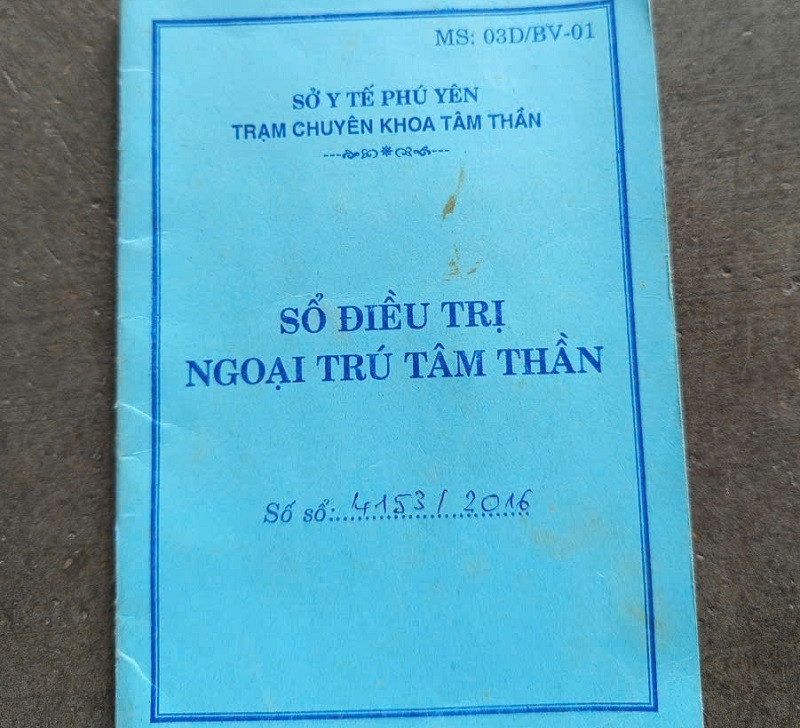 MS: 03D/BV-01
SỞ Y TẾ PHÚ YÊN
TRẠM CHUYÊN KHOA TÂM THẦN
SỔ ĐIỀU TRỊ
NGOẠI TRÚ TÂM THẦN
Số sổ: 4153/2016